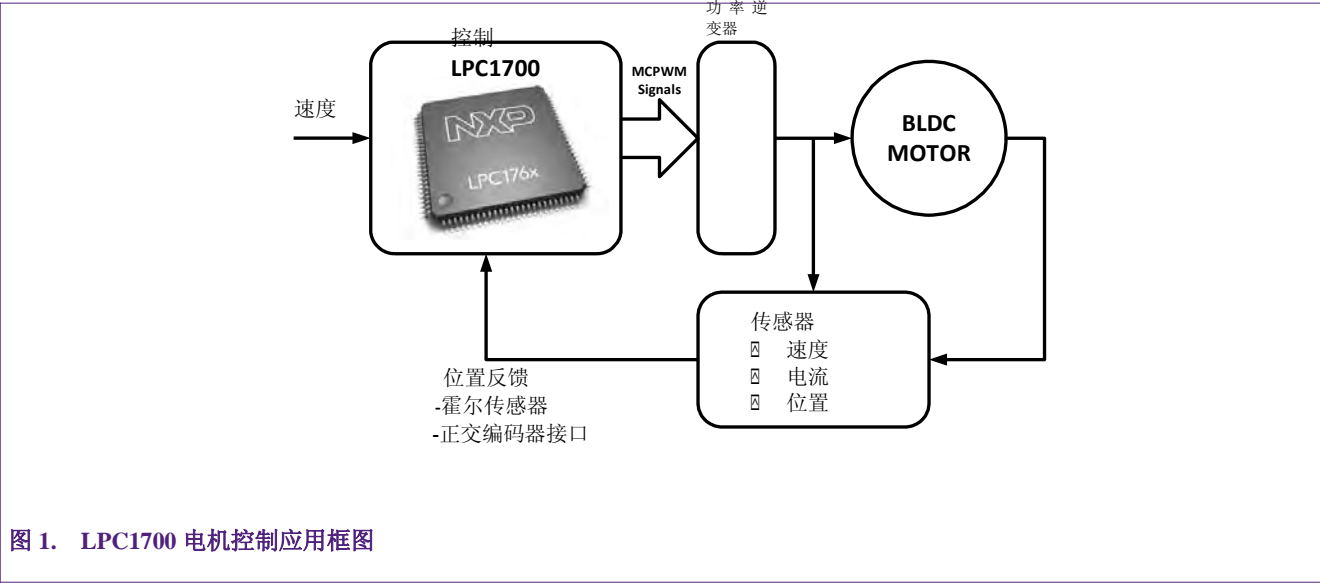 功 率 逆
变器
控制
LPC1700
MCPWM
Signals
速度
NXP
LPC176x
BLDC
MOTOR
传感器
速度
电流
位置
位置反馈
-霍尔传感器
-正交编码器接口
图 1. LPC1700 电机控制应用框图